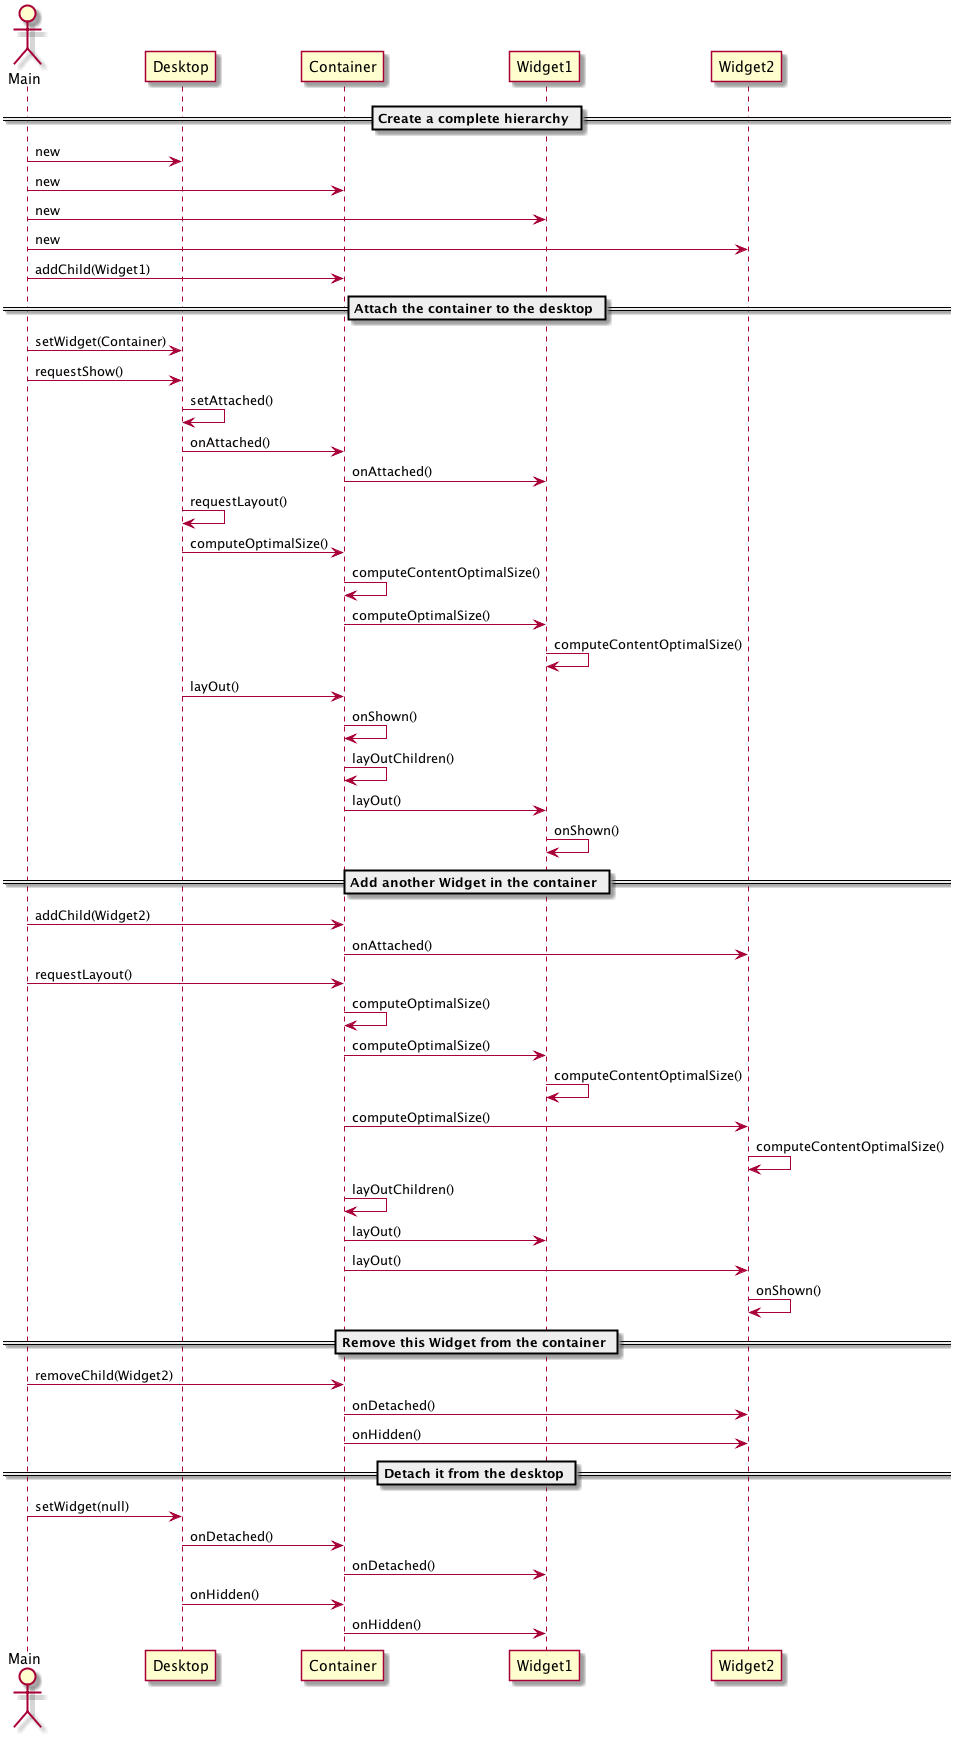 Main
Desktop
Container
Widget1
Widget2
Create a complete hierarchy
new
new
new
new
addChild(Widget1)
Attach the container to the desktop
setWidget(Container)
requestShow()
setAttached()
onAttached()
onAttached()
requestLayout()
computeOptimalSize()
computeContentOptimalSize()
computeOptimalSize()
computeContentOptimalSize()
layOut()
onShown()
layOutChildren()
layOut()
onShown()
Add another Widget in the container
addChild(Widget2)
onAttached()
requestLayout()
computeOptimalSize()
computeOptimalSize()
computeContentOptimalSize()
computeOptimalSize()
computeContentOptimalSize()
layOutChildren()
layOut()
layOut()
onShown()
Remove this Widget from the container
removeChild(Widget2)
onDetached()
onHidden()
Detach it from the desktop
setWidget(null)
onDetached()
onDetached()
onHidden()
onHidden()
Main
Desktop
Container
Widget1
Widget2